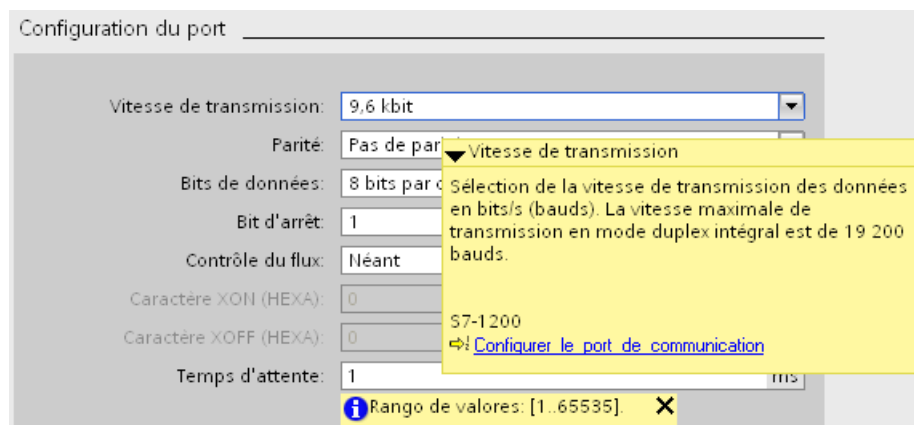 Configuration du port
Vitesse de transmission: 9,6 kbit
Parité: Pas de par
Vitesse de transmission
Bits de données: 8 bits par
Sélection de la vitesse de transmission des données
en bits/s (bauds). La vitesse maximale de
transmission en mode duplex intégral est de 19 200
bauds.
Bit d'arrêt: 1
Contrôle du flux: Néant
Caractère XON (HEXA): 0
Caractère XOFF (HEXA): 0
S7-1200
Configurer le port de communication
Temps d'attente: 1 ms
Rango de valores: [1..65535].